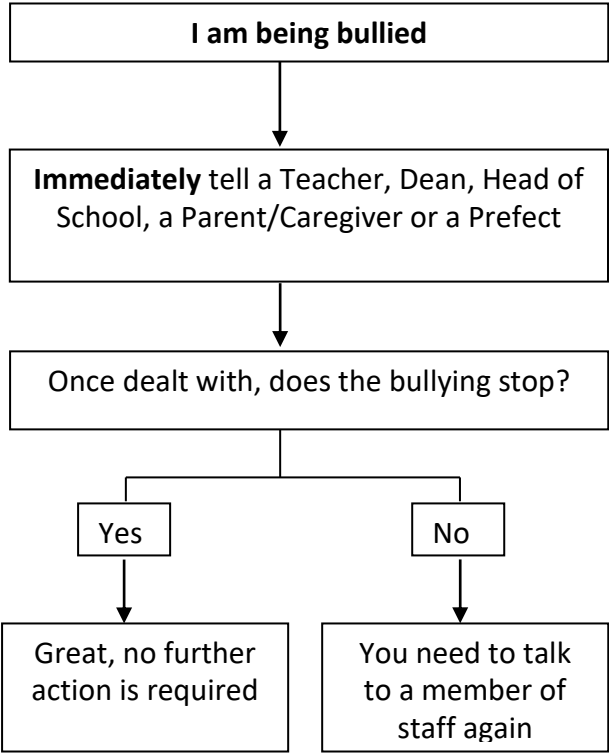 I am being bullied
Immediately tell a Teacher, Dean, Head of
School, a Parent/Caregiver or a Prefect
Once dealt with, does the bullying stop?
Yes
No
Great, no further
action is required
You need to talk
to a member of
staff again